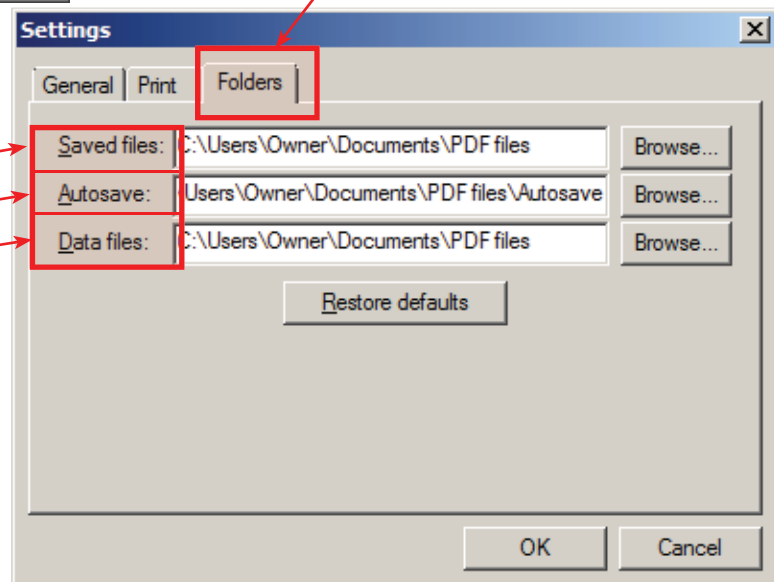 Settings
General Print Folders
Saved files: C:\Users\Owner\Documents\PDF files Browse...
Autosave: \Users\Owner\Documents\PDF files\Autosave Browse...
Data files: C:\Users\Owner\Documents\PDF files Browse...
Restore defaults
OK Cancel